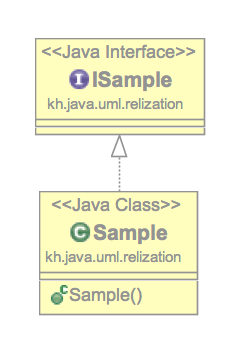 <<Java Interface>>
I ISample
kh.java.uml.relization
<<Java Class>>
C Sample
kh.java.uml.relization
C Sample()